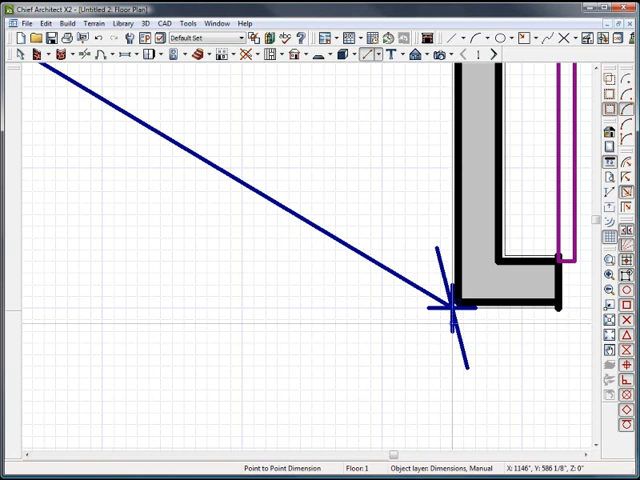 Chief Architect X2 - [Untitled 2: Floor Plan]
File Edit Build Terrain Library 3D CAD Tools Window Help
Default Set
Point to Point Dimension Floor: 1 Object layer: Dimensions, Manual X: 1146", Y: 586 1/8", Z: 0"